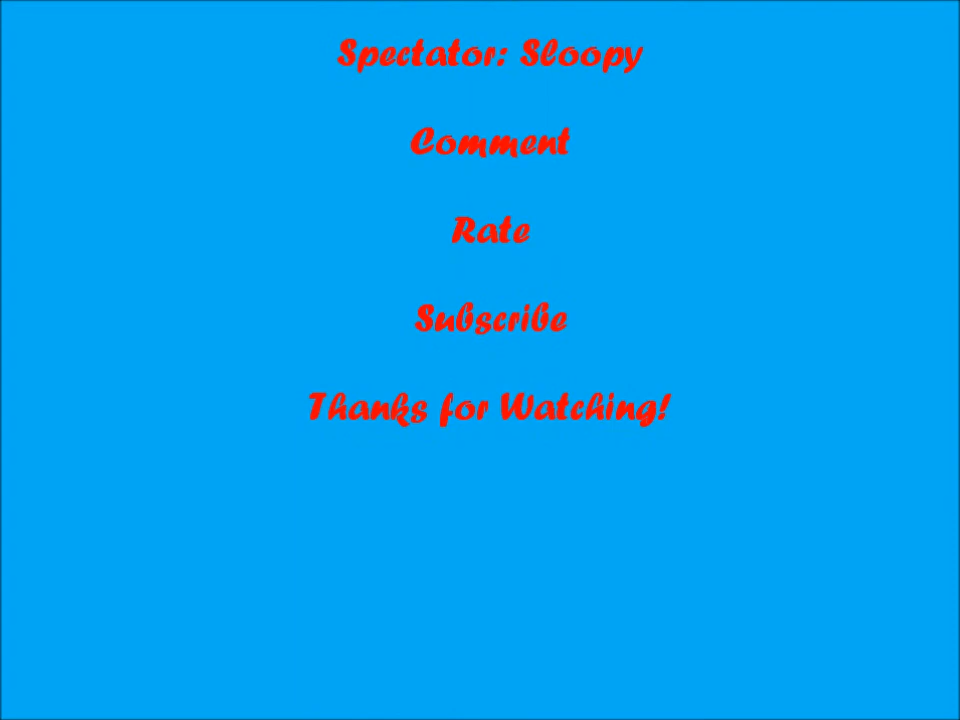 Spectator: Sloopy
Comment
Rate
Subscribe
Thanks for Watching!